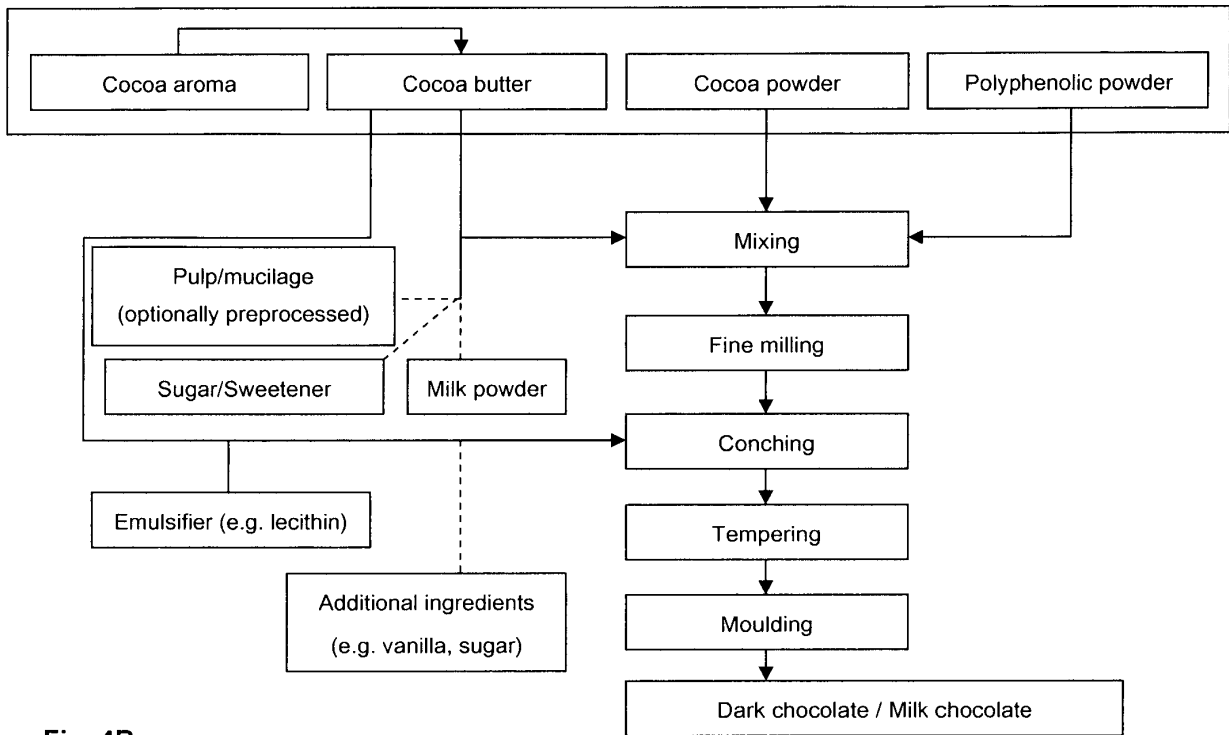 Cocoa aroma
Cocoa butter
Cocoa powder
Polyphenolic powder
Mixing
Pulp/mucilage
(optionally preprocessed)
Fine milling
Sugar/Sweetener
Milk powder
Conching
Emulsifier (e.g. lecithin)
Tempering
Additional ingredients
(e.g. vanilla, sugar)
Moulding
Dark chocolate / Milk chocolate